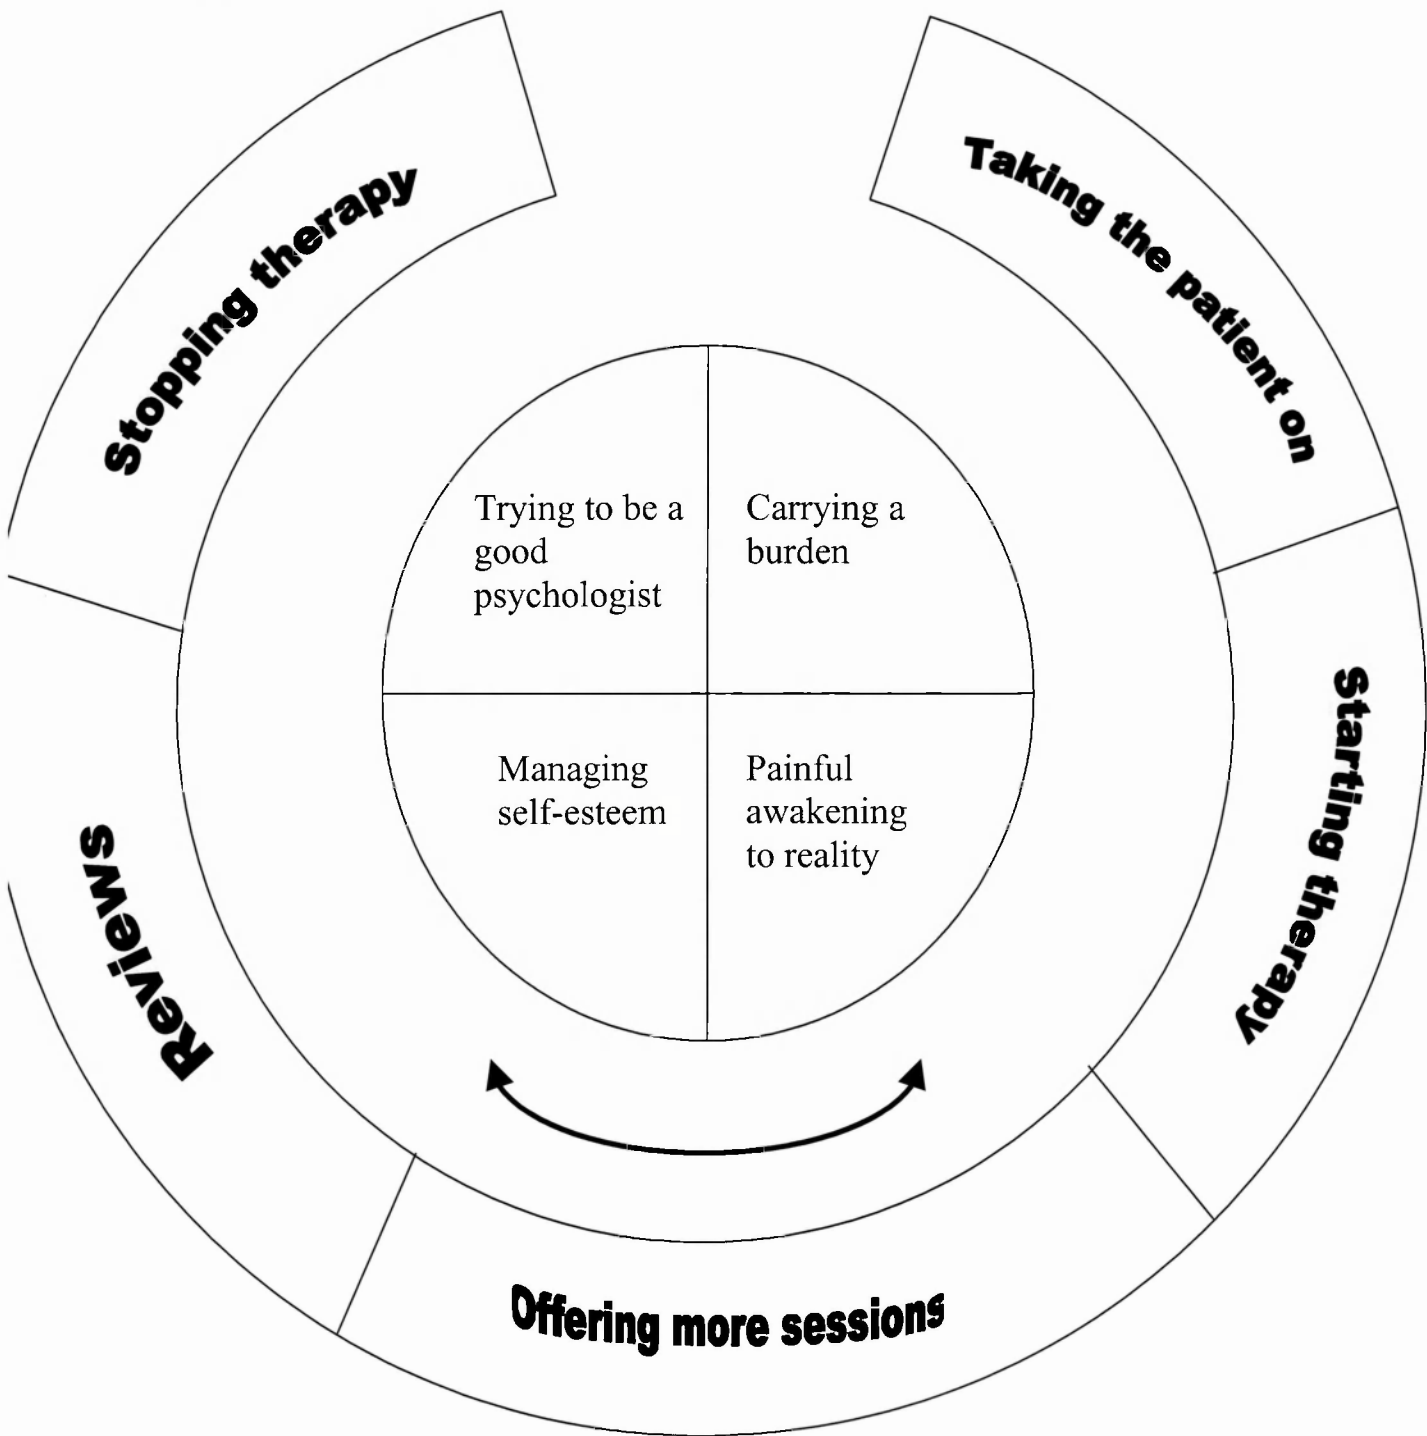 Stopping therapy
Taking the patient on
Trying to be a
good
psychologist
Carrying a
burden
Managing
self-esteem
Painful
awakening
to reality
Starting therapy
Reviews
Offering more sessions